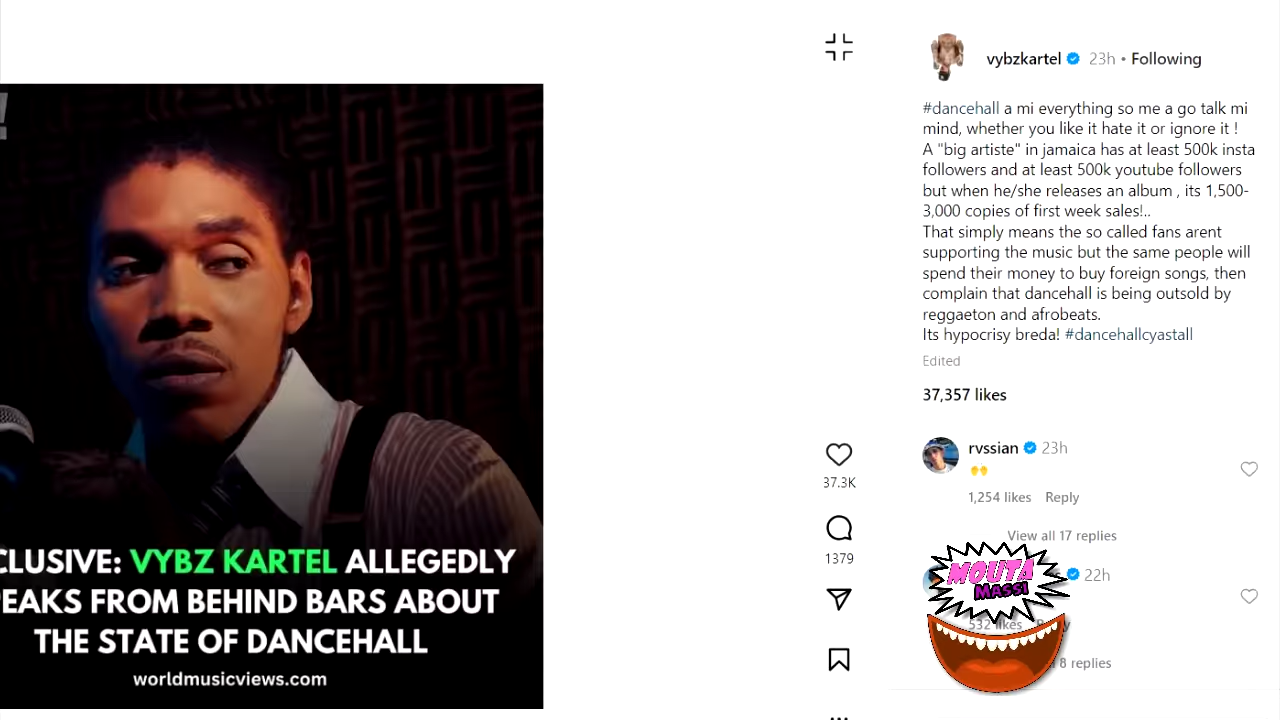 !
CLUSIVE: VYBZ KARTEL ALLEGEDLY
EAKS FROM BEHIND BARS ABOUT
THE STATE OF DANCEHALL
worldmusicviews.com
37.3K
1379
vybzkartel 23h • Following
#dancehall a mi everything so me a go talk mi
mind, whether you like it hate it or ignore it !
A "big artiste" in jamaica has at least 500k insta
followers and at least 500k youtube followers
but when he/she releases an album , its 1,500-
3,000 copies of first week sales!..
That simply means the so called fans arent
supporting the music but the same people will
spend their money to buy foreign songs, then
complain that dancehall is being outsold by
reggaeton and afrobeats.
Its hypocrisy breda! #dancehallcyastall
Edited
37,357 likes
rvssian 23h
1,254 likes Reply
View all 17 replies
22h
MOUTA
MASSI
532 likes
8 replies